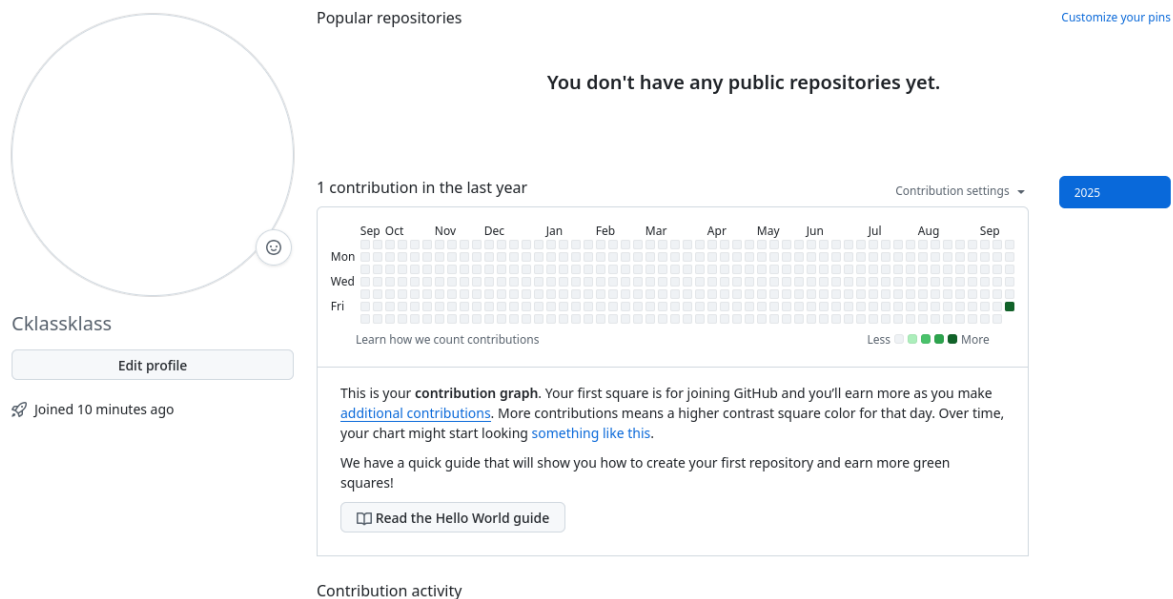 Popular repositories
Customize your pins
You don't have any public repositories yet.
1 contribution in the last year
Contribution settings
2025
Sep Oct Nov Dec Jan Feb Mar Apr May Jun Jul Aug Sep
Mon
Wed
Fri
Learn how we count contributions
Less More
This is your contribution graph. Your first square is for joining GitHub and you’ll earn more as you make
additional contributions. More contributions means a higher contrast square color for that day. Over time,
your chart might start looking something like this.
We have a quick guide that will show you how to create your first repository and earn more green
squares!
Read the Hello World guide
Contribution activity
Cklassklass
Edit profile
Joined 10 minutes ago